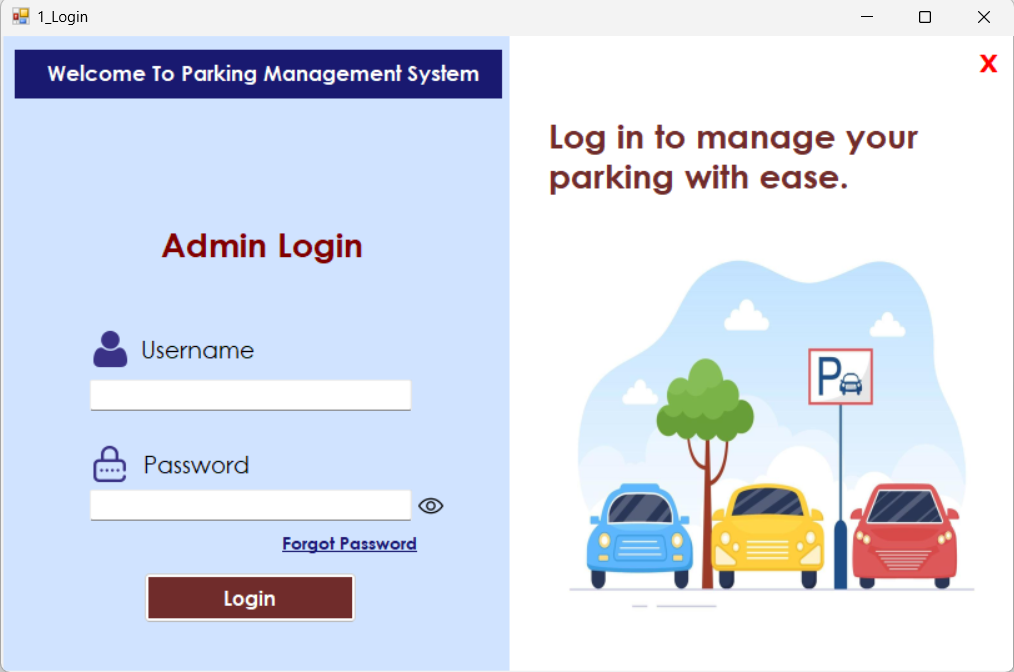 1_Login
Welcome To Parking Management System
X
Log in to manage your
parking with ease.
Admin Login
Username
Password
Forgot Password
Login
P